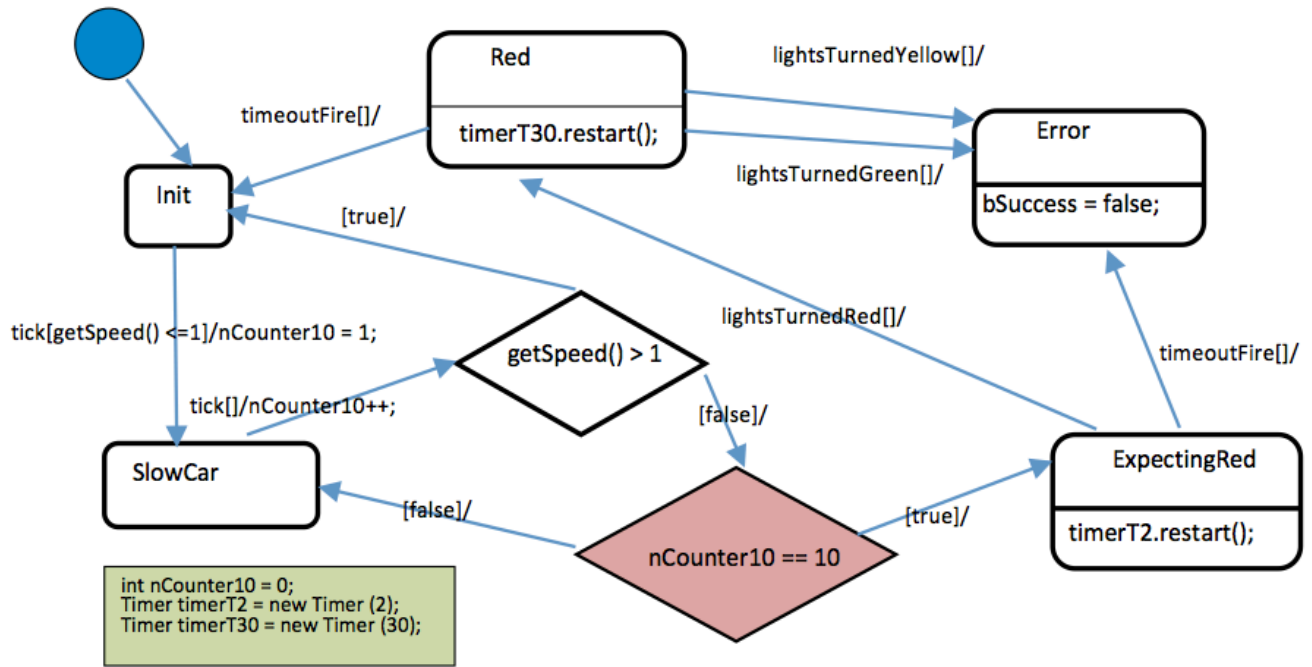 Red
lightsTurnedYellow[]/
timeoutFire[]/
timerT30.restart();
Error
lightsTurnedGreen[]/
Init
bSuccess = false;
[true]/
lightsTurnedRed[]/
tick[getSpeed() <=1]/nCounter10 = 1;
getSpeed() > 1
timeoutFire[]/
tick[]/nCounter10++;
[false]/
SlowCar
ExpectingRed
[false]/
[true]/
timerT2.restart();
nCounter10 == 10
int nCounter10 = 0;
Timer timerT2 = new Timer (2);
Timer timerT30 = new Timer (30);